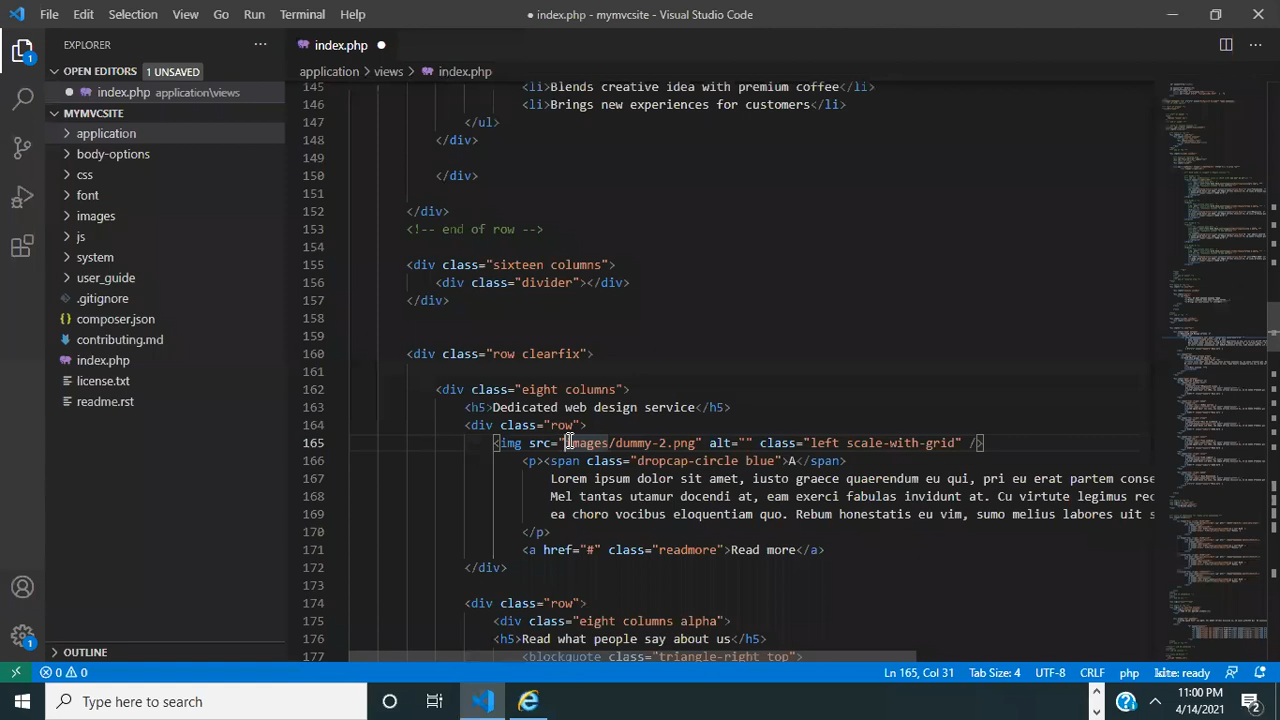 File Edit Selection View Go Run Terminal Help
● index.php - mymvcsite - Visual Studio Code
EXPLORER
index.php
OPEN EDITORS 1 UNSAVED
application > views > index.php
index.php application\views
MYMVCSITE
application
body-options
css
font
images
js
system
user_guide
.gitignore
composer.json
contributing.md
index.php
license.txt
readme.rst
145 <li>Blends creative idea with premium coffee</li>
146 <li>Brings new experiences for customers</li>
147 </ul>
148 </div>
149
150 </div>
151
152 </div>
153 <!-- end of row -->
154
155 <div class="sixteen columns">
156 <div class="divider"></div>
157 </div>
158
159
160 <div class="row clearfix">
161
162 <div class="eight columns">
163 <h5>Dedicated web design service</h5>
164 <div class="row">
165 <img src="images/dummy-2.png" alt="" class="left scale-with-grid" />
166 <p><span class="dropcap-circle blue">A</span>
167 Lorem ipsum dolor sit amet, ius ad graece quaerendum euripidis, pri eu erat partem
168 Mel tantas utamur docendi at, eam exerci fabulas invidunt at. Cu virtute legimus
169 ea choro vocibus eloquentiam quo. Rebum honestatis eu vim, sumo melius labores uit
170 </p>
171 <a href="#" class="readmore">Read more</a>
172 </div>
173
174 <div class="row">
175 <div class="eight columns alpha">
176 <h5>Read what people say about us</h5>
177 <blockquote class="triangle-right top">
OUTLINE
0 0
Ln 165, Col 31 Tab Size: 4 UTF-8 CRLF php kite: ready
Type here to search
11:00 PM
4/14/2021